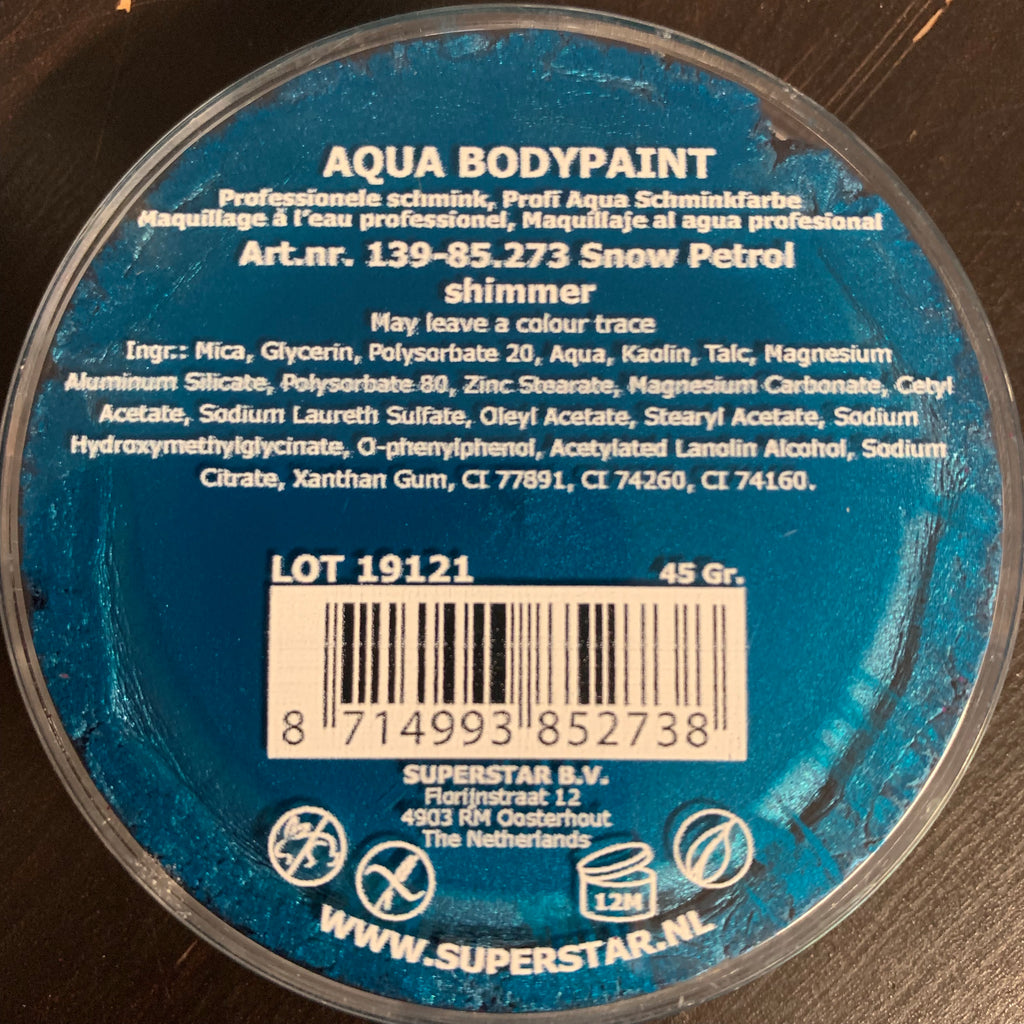 AQUA BODYPAINT
Professionele schmink, Profi Aqua Schminkfarbe
Maquillage à l'eau professionel, Maquillaje al agua profesional
Art.nr. 139-85.273 Snow Petrol
shimmer
May leave a colour trace
Ingr.: Mica, Glycerin, Polysorbate 20, Aqua, Kaolin, Talc, Magnesium
Aluminum Silicate, Polysorbate 80, Zinc Stearate, Magnesium Carbonate, Cetyl
Acetate, Sodium Laureth Sulfate, Oleyl Acetate, Stearyl Acetate, Sodium
Hydroxymethylglycinate, O-phenylphenol, Acetylated Lanolin Alcohol, Sodium
Citrate, Xanthan Gum, CI 77891, CI 74260, CI 74160.
LOT 19121 45 Gr.
8 714993 852738
SUPERSTAR B.V.
Florijnstraat 12
4903 RM Oosterhout
The Netherlands
12M
WWW.SUPERSTAR.NL